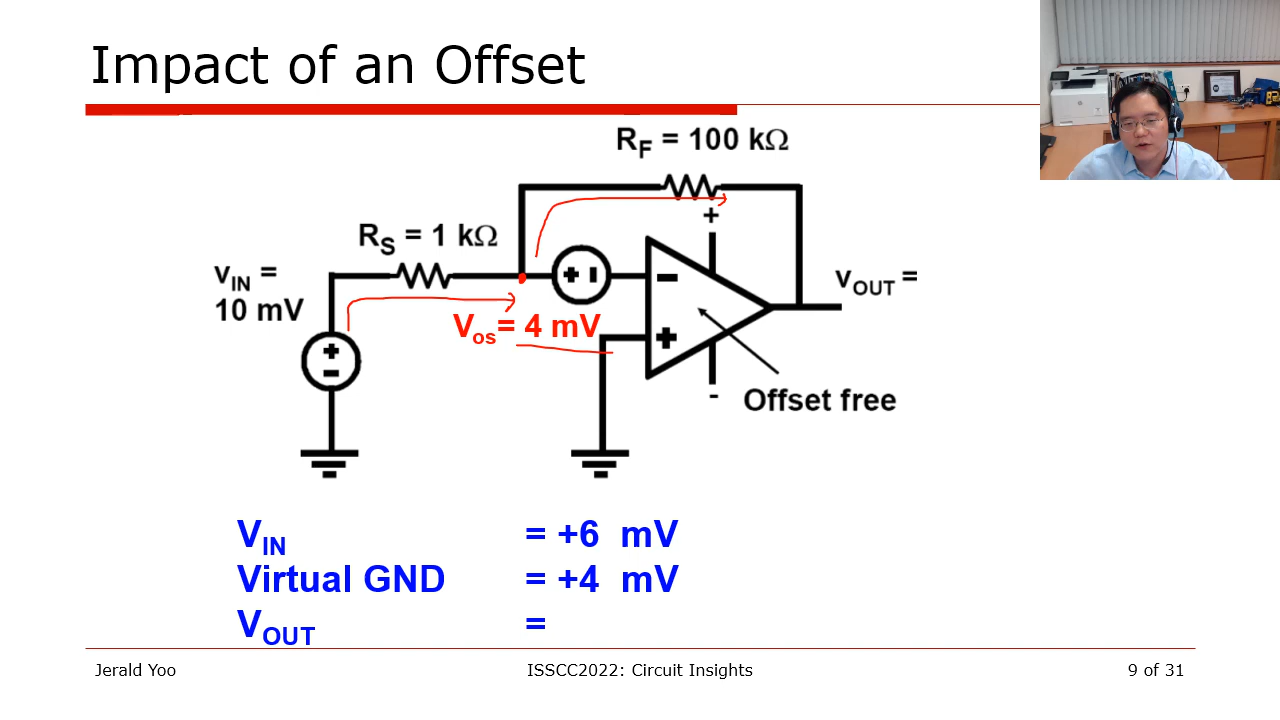 Impact of an Offset
R_F = 100 kΩ
+
R_S = 1 kΩ
v_IN =
10 mV
+ -
-
v_OUT =
V_os = 4 mV
+
+
-
-
Offset free
V_IN = +6 mV
Virtual GND = +4 mV
V_OUT =
Jerald Yoo
ISSCC2022: Circuit Insights
9 of 31